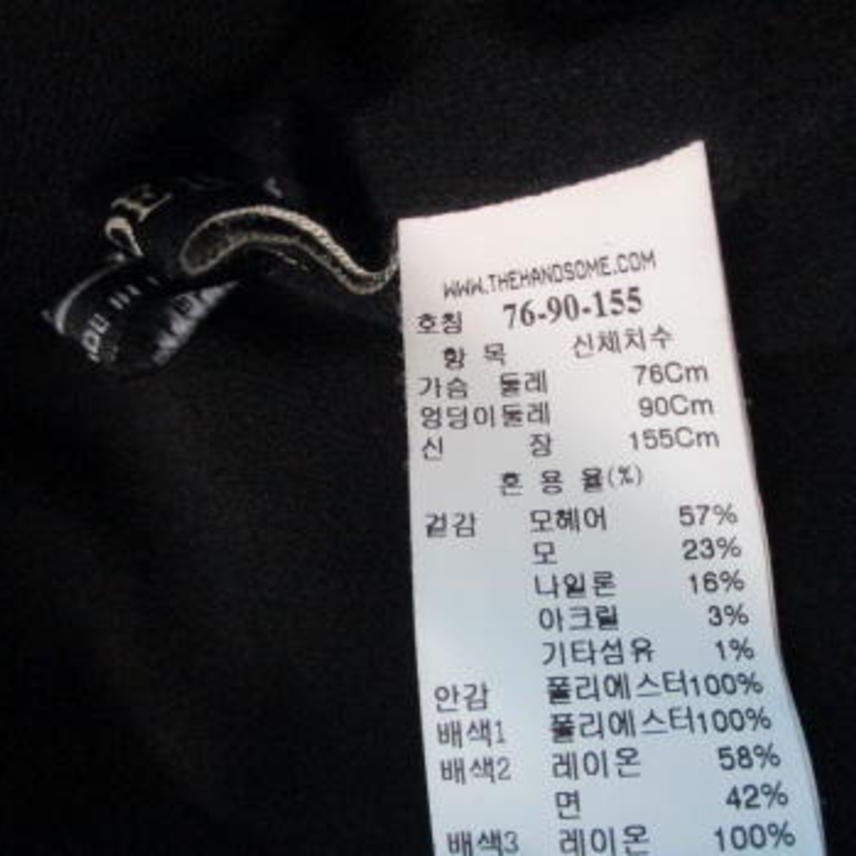 WWW.THEHANDSOME.COM
호칭 76-90-155
항 목 신체치수
가슴 둘레 76Cm
엉덩이둘레 90Cm
신 장 155Cm
혼 용 율(%)
겉감 모헤어 57%
모 23%
나일론 16%
아크릴 3%
기타섬유 1%
안감 폴리에스터100%
배색1 폴리에스터100%
배색2 레이온 58%
면 42%
배색3 레이온 100%